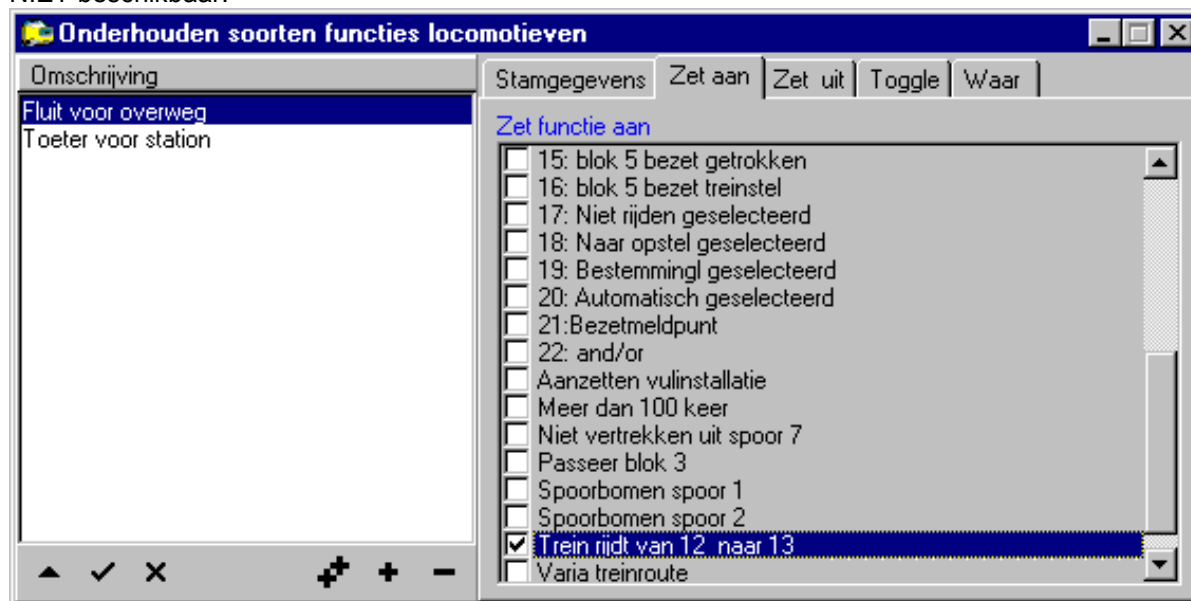 Onderhouden soorten functies locomotieven
Omschrijving
Fluit voor overweg
Toeter voor station
Stamgegevens Zet aan Zet uit Toggle Waar
Zet functie aan
15: blok 5 bezet getrokken
16: blok 5 bezet treinstel
17: Niet rijden geselecteerd
18: Naar opstel geselecteerd
19: Bestemmingl geselecteerd
20: Automatisch geselecteerd
21:Bezetmeldpunt
22: and/or
Aanzetten vulinstallatie
Meer dan 100 keer
Niet vertrekken uit spoor 7
Passeer blok 3
Spoorbomen spoor 1
Spoorbomen spoor 2
Trein rijdt van 12 naar 13
Varia treinroute